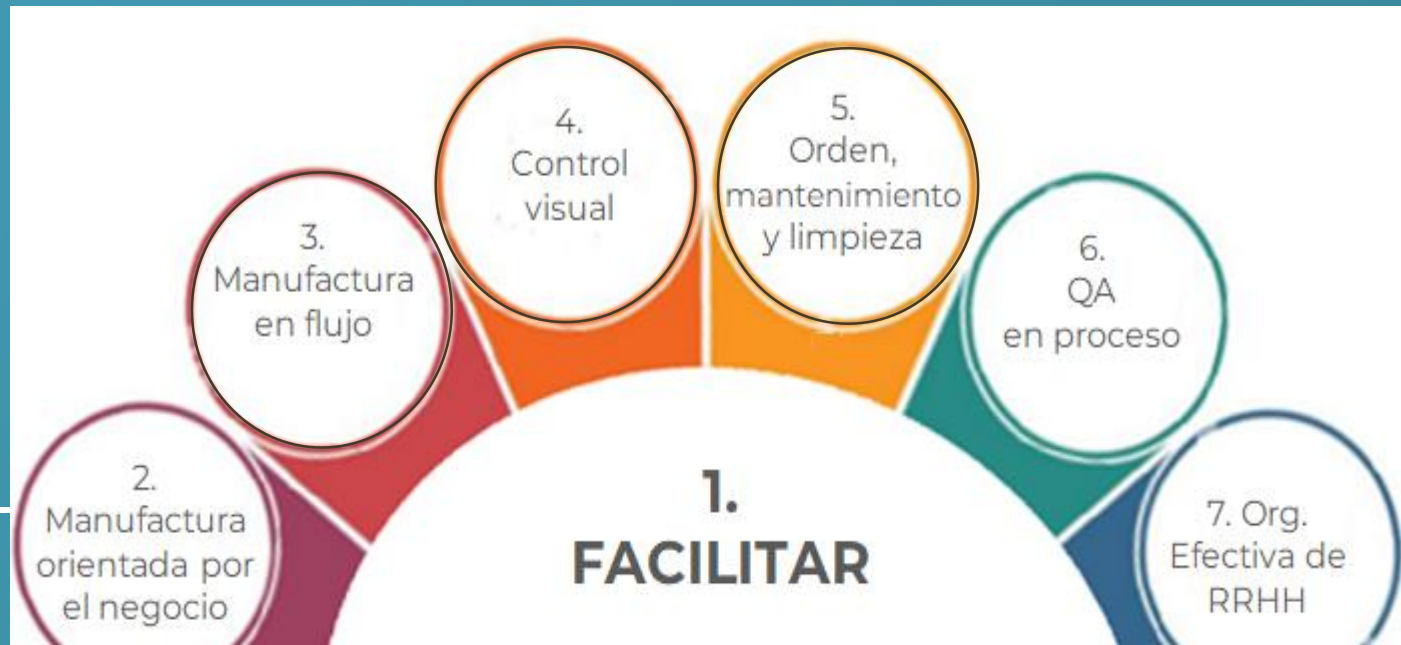 1.
FACILITAR
2.
Manufactura
orientada por
el negocio
3.
Manufactura
en flujo
4.
Control
visual
5.
Orden,
mantenimiento
y limpieza
6.
QA
en proceso
7. Org.
Efectiva de
RRHH